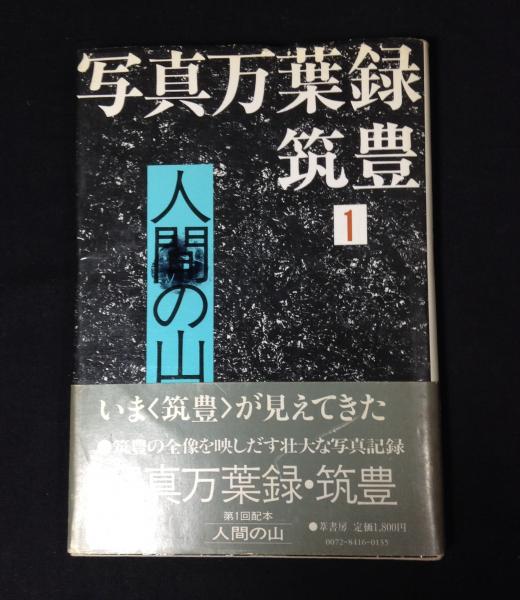 写真万葉録
筑豊
1
人間の山
いま〈筑豊〉が見えてきた
●筑豊の全像を映しだす壮大な写真記録
写真万葉録・筑豊
第1回配本
人間の山
●葦書房 定価1,800円
0072-8416-0135